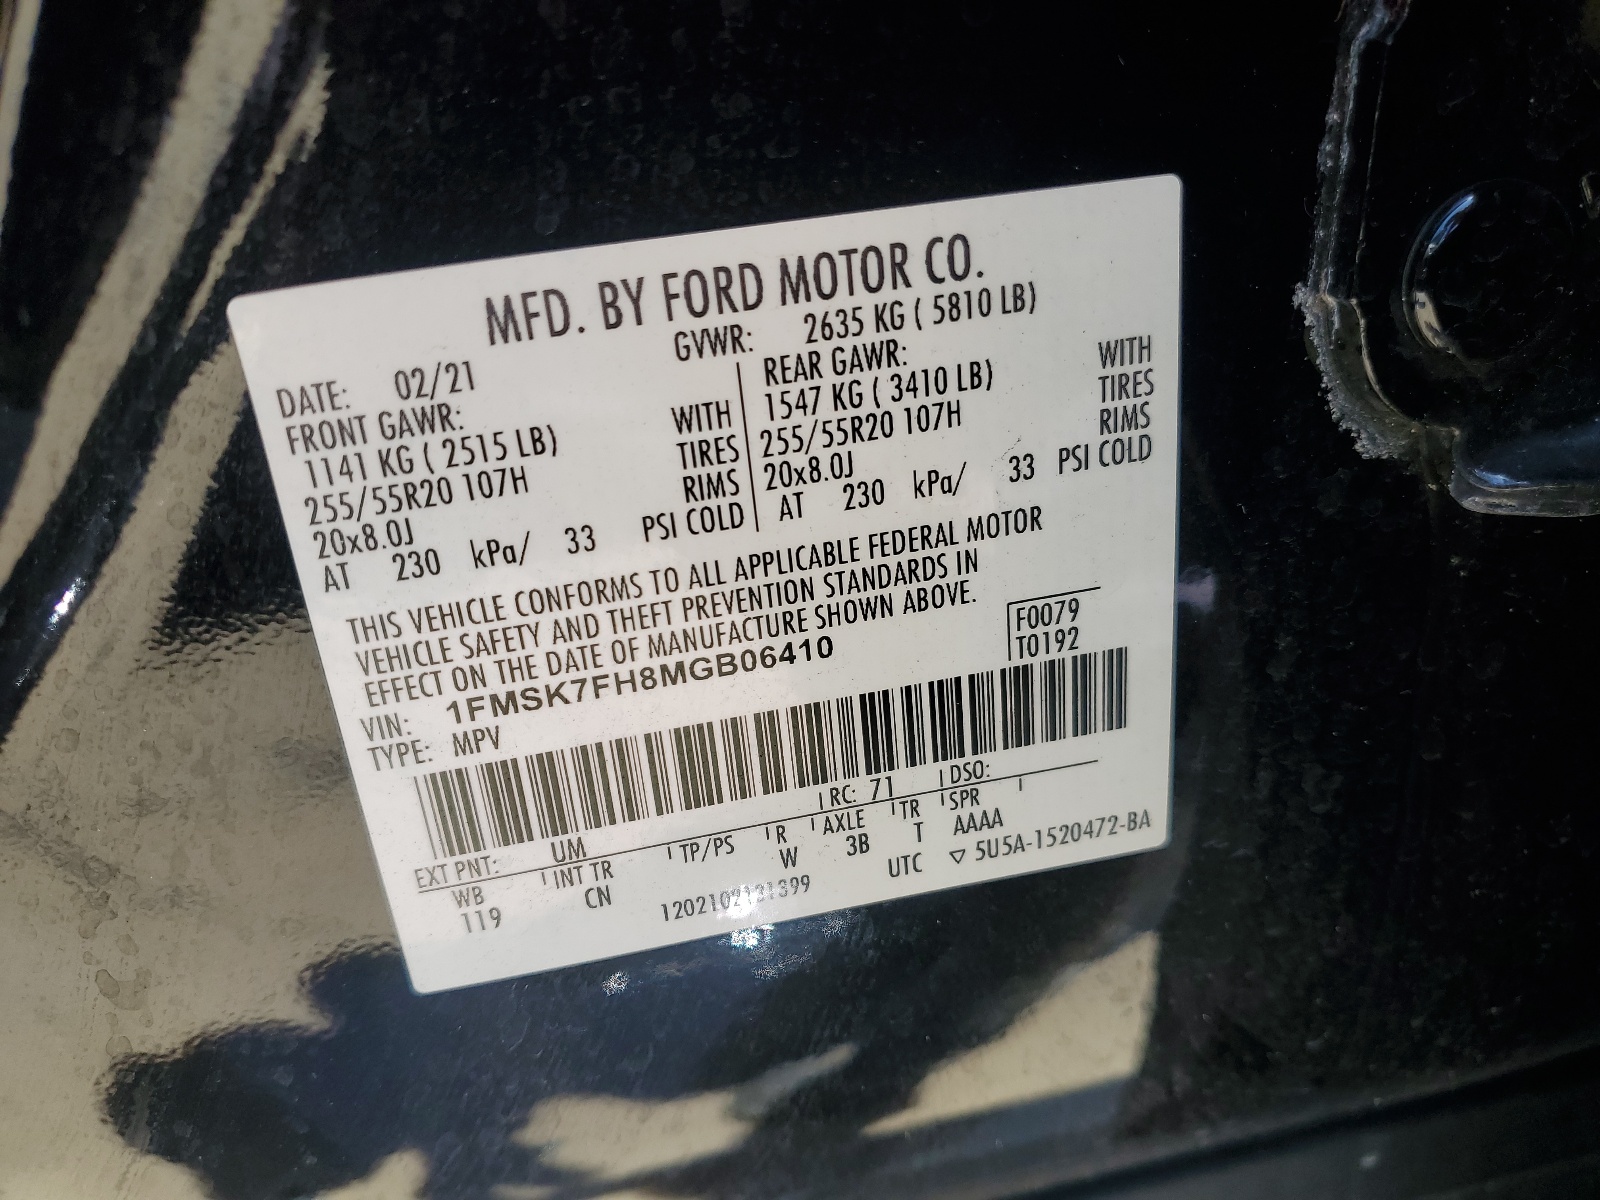 MFD. BY FORD MOTOR CO.
DATE: 02/21 GVWR: 2635 KG ( 5810 LB)
FRONT GAWR: WITH REAR GAWR: WITH
1141 KG ( 2515 LB) TIRES 1547 KG ( 3410 LB) TIRES
255/55R20 107H RIMS 255/55R20 107H RIMS
20x8.0J 20x8.0J
AT 230 kPa/ 33 PSI COLD AT 230 kPa/ 33 PSI COLD
THIS VEHICLE CONFORMS TO ALL APPLICABLE FEDERAL MOTOR
VEHICLE SAFETY AND THEFT PREVENTION STANDARDS IN
EFFECT ON THE DATE OF MANUFACTURE SHOWN ABOVE.
VIN: 1FMSK7FH8MGB06410 F0079
TYPE: MPV T0192
EXT PNT: UM RC: 71 DSO:
WB INT TR TP/PS R AXLE TR SPR
119 CN W 3B T AAAA
UTC ▽ 5U5A-1520472-BA